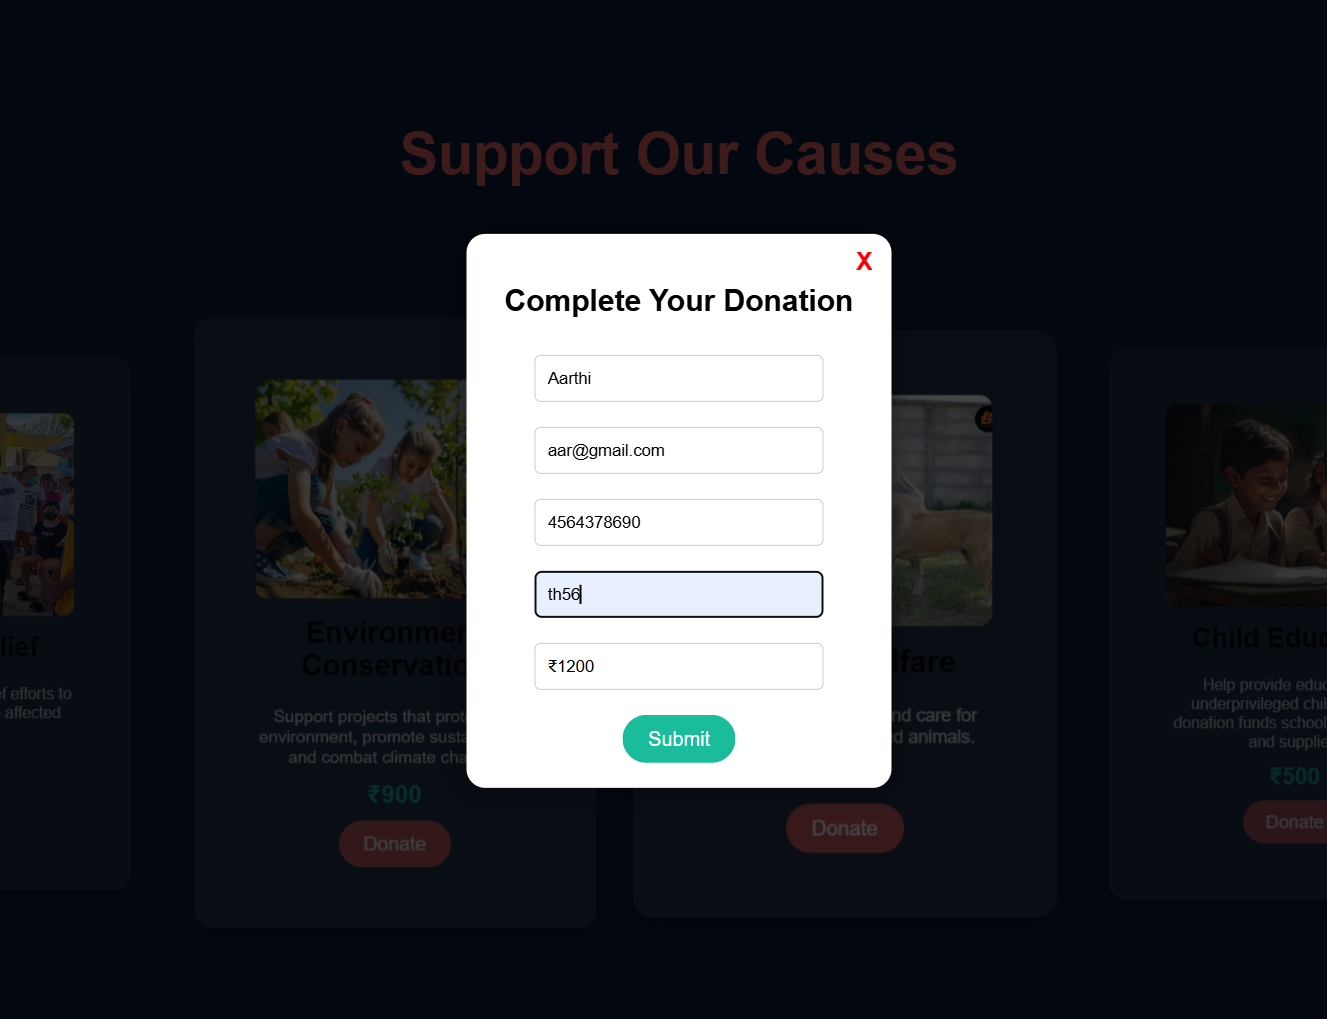 Support Our Causes
X
Complete Your Donation
Aarthi
aar@gmail.com
4564378690
th56
₹1200
Submit
lief
f efforts to
affected
Environmen
Conservatio
Support projects that prot
environment, promote susta
and combat climate cha
₹900
Donate
lfare
nd care for
d animals.
Donate
Child Educ
Help provide educ
underprivileged chil
donation funds school
and supplie
₹500
Donate